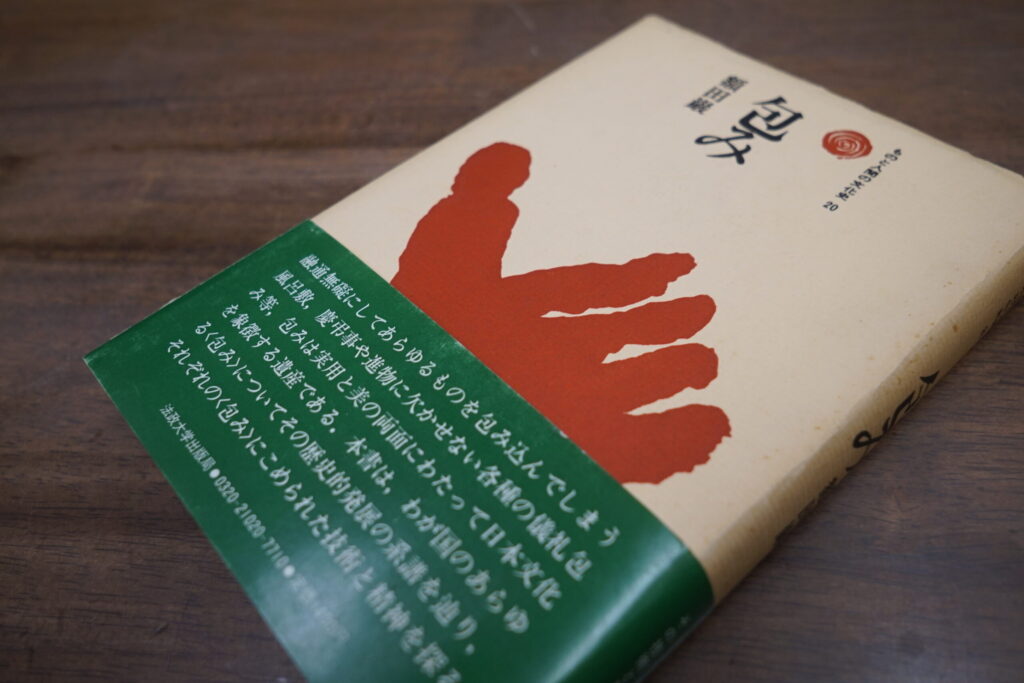 ものと人間の文化史 20
包み
額田巌
融通無礙にしてあらゆるものを包み込んでしまう
風呂敷，慶弔事や進物に欠かせない各種の儀礼包
み等，包みは実用と美の両面にわたって日本文化
を象徴する遺産である．本書は，わが国のあらゆ
る〈包み〉についてその歴史的発展の系譜を辿り，
それぞれの〈包み〉にこめられた技術と精神を探る
法政大学出版局●0320-21020-7710●